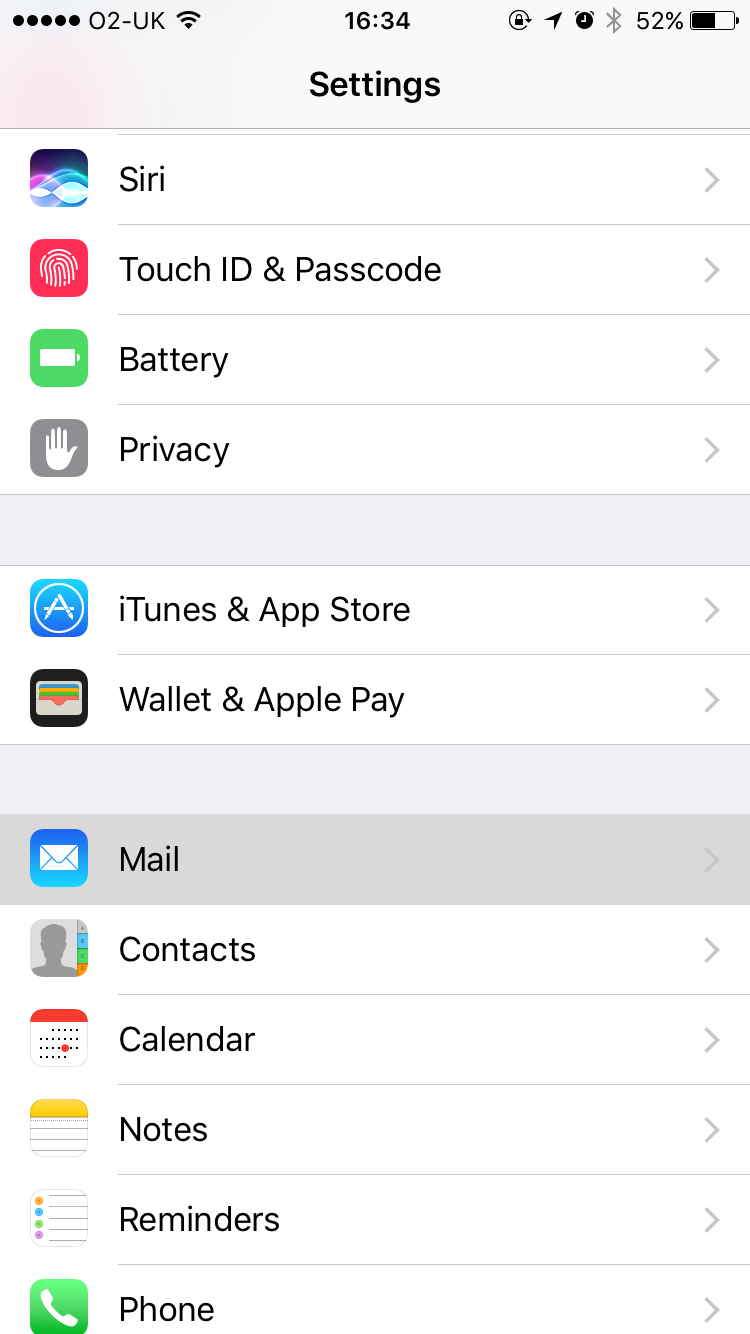 O2-UK 16:34 52%
Settings
Siri
Touch ID & Passcode
Battery
Privacy
iTunes & App Store
Wallet & Apple Pay
Mail
Contacts
Calendar
Notes
Reminders
Phone